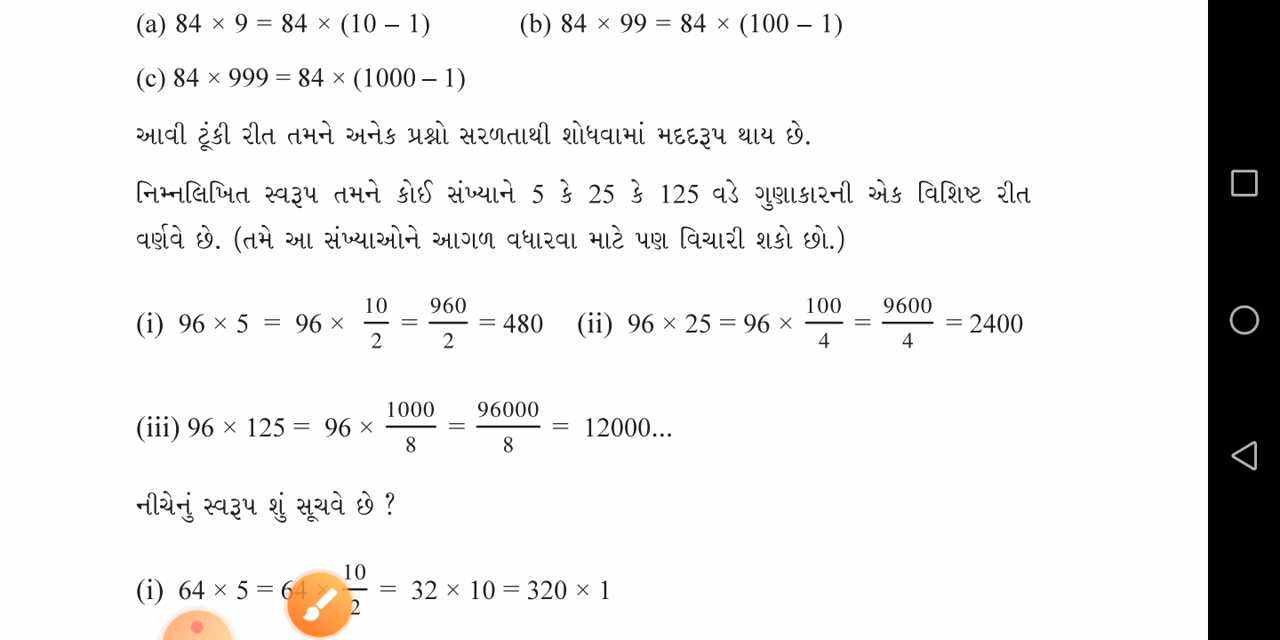 (a) 84 × 9 = 84 × (10 – 1) (b) 84 × 99 = 84 × (100 – 1)
(c) 84 × 999 = 84 × (1000 – 1)
આવી ટૂંકી રીત તમને અનેક પ્રશ્નો સરળતાથી શોધવામાં મદદરૂપ થાય છે.
નિમ્નલિખિત સ્વરૂપ તમને કોઈ સંખ્યાને 5 કે 25 કે 125 વડે ગુણાકારની એક વિશિષ્ટ રીત
વર્ણવે છે. (તમે આ સંખ્યાઓને આગળ વધારવા માટે પણ વિચારી શકો છો.)
(i) 96 × 5 = 96 × 10/2 = 960/2 = 480 (ii) 96 × 25 = 96 × 100/4 = 9600/4 = 2400
(iii) 96 × 125 = 96 × 1000/8 = 96000/8 = 12000...
નીચેનું સ્વરૂપ શું સૂચવે છે ?
(i) 64 × 5 = 64 × 10/2 = 32 × 10 = 320 × 1